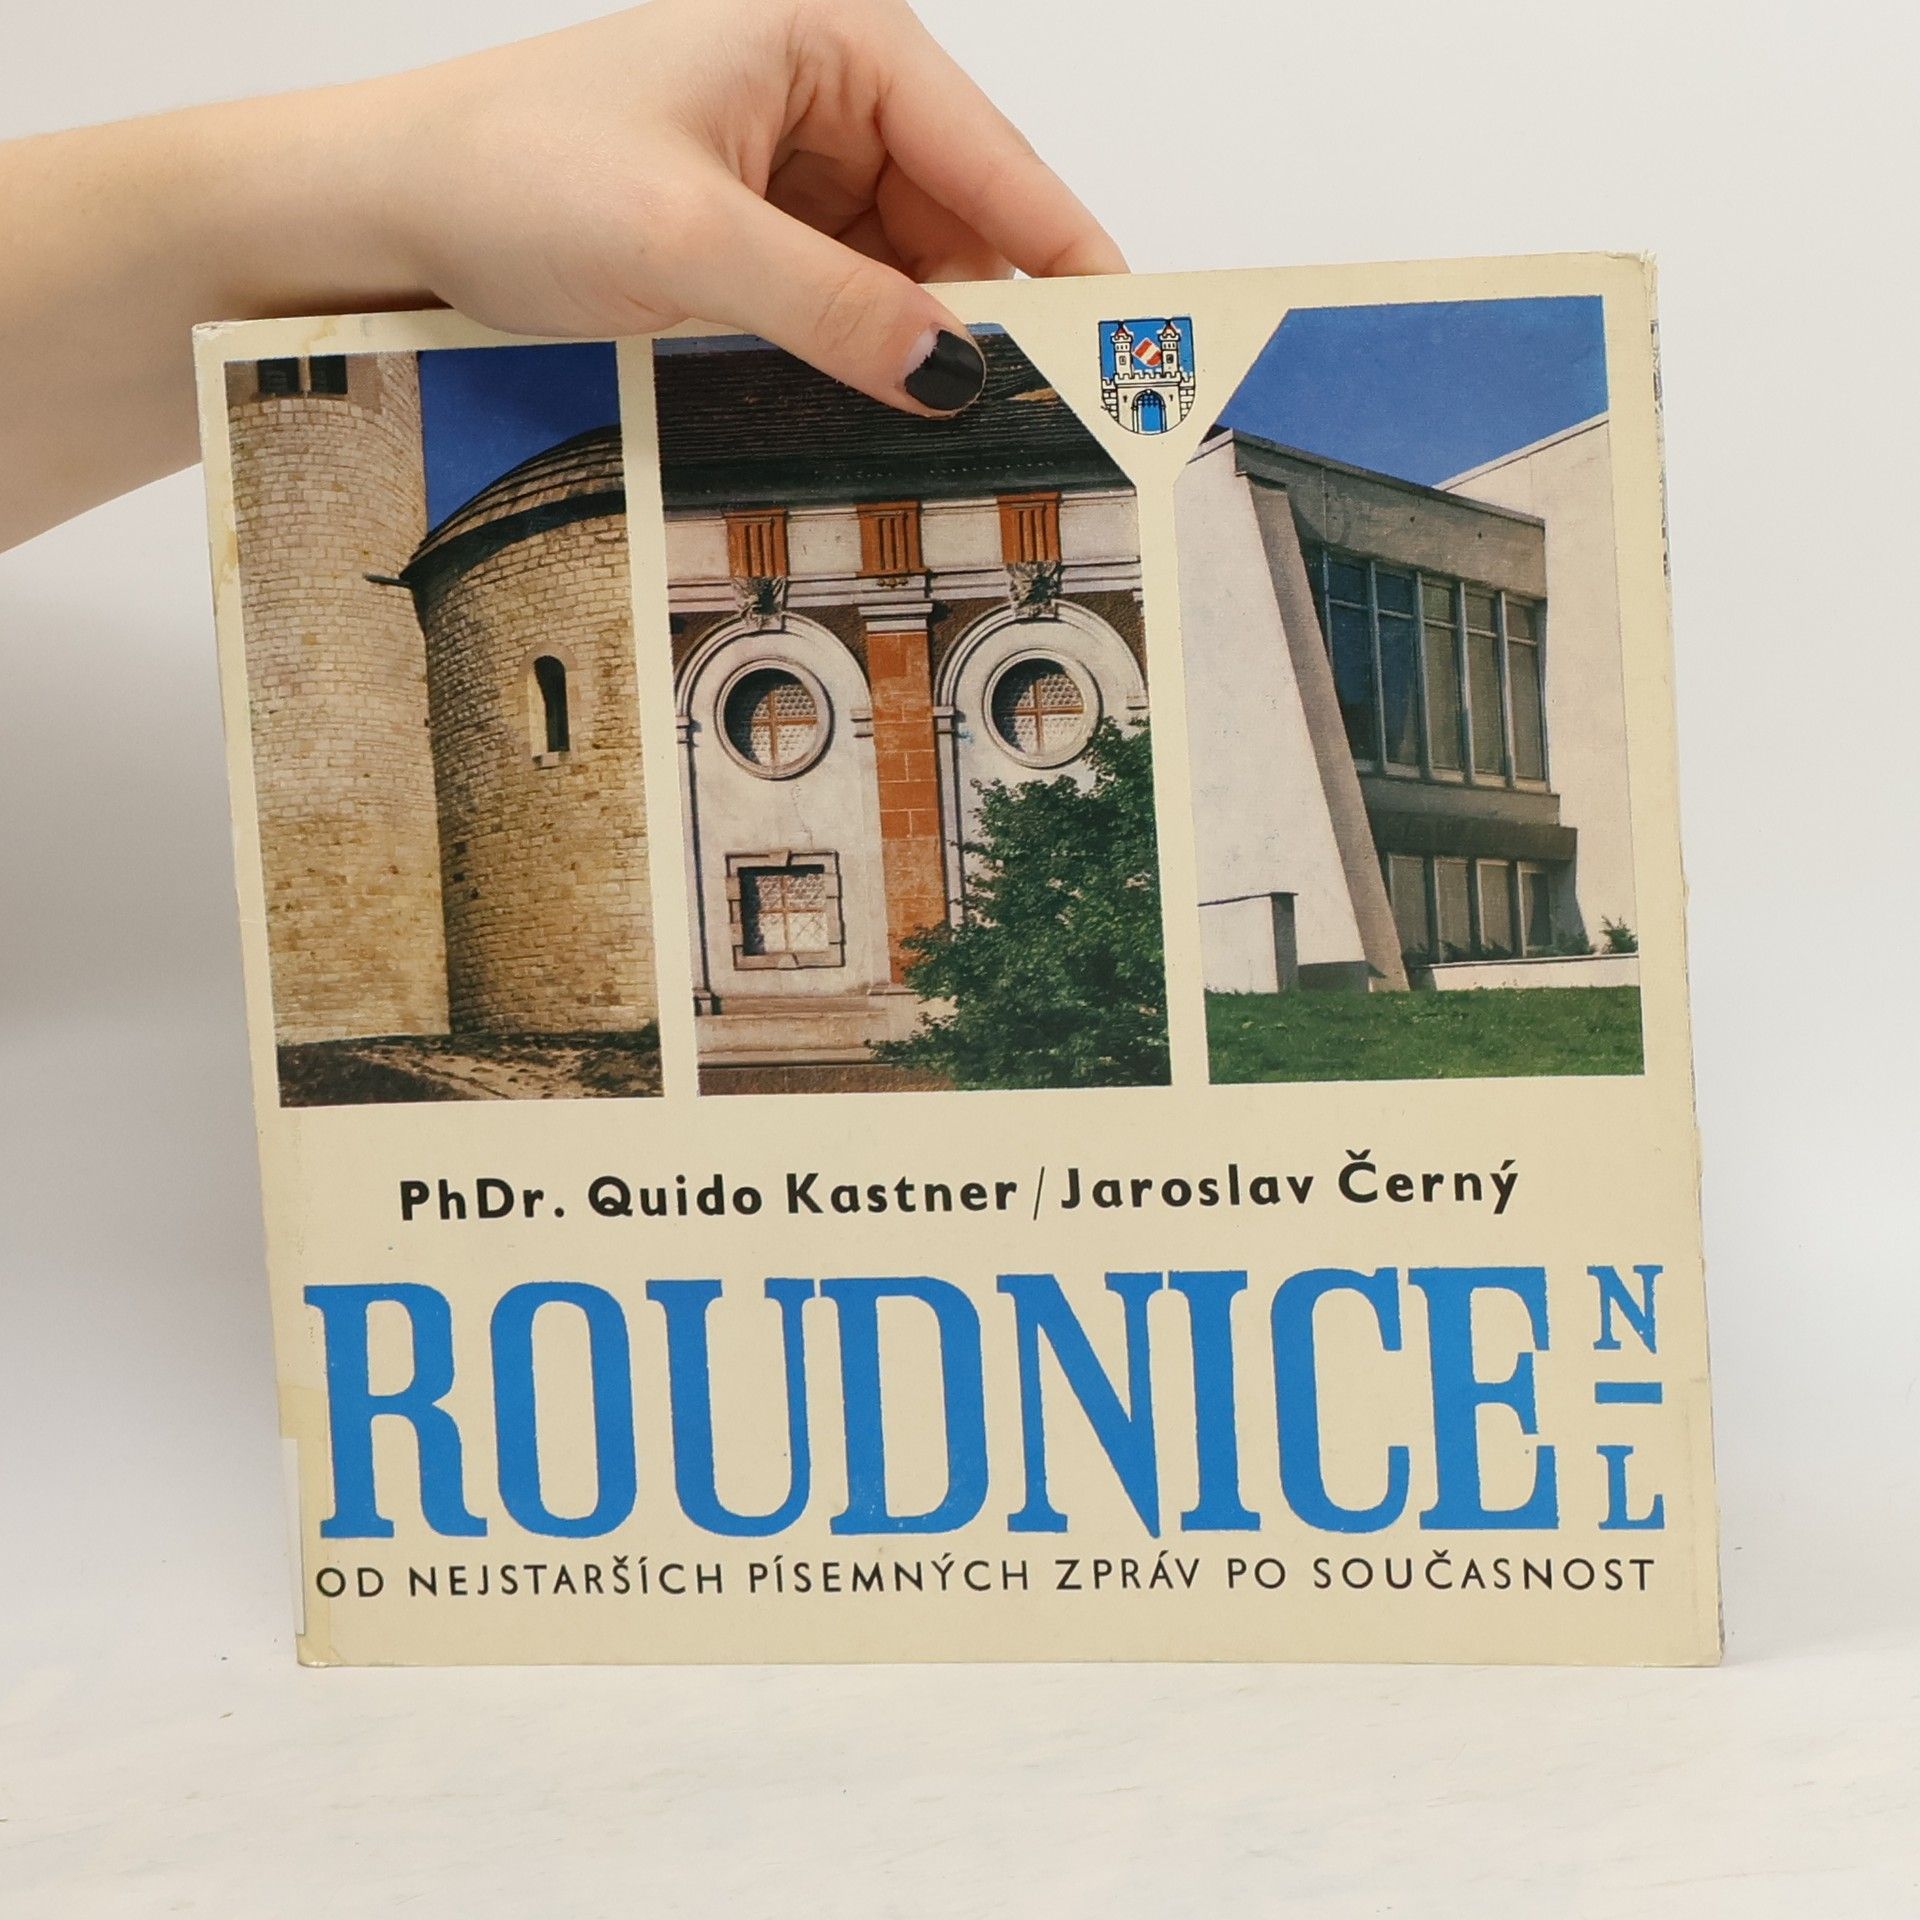 PhDr. Quido Kastner / Jaroslav Černý
ROUDNICE N-L
OD NEJSTARŠÍCH PÍSEMNÝCH ZPRÁV PO SOUČASNOST